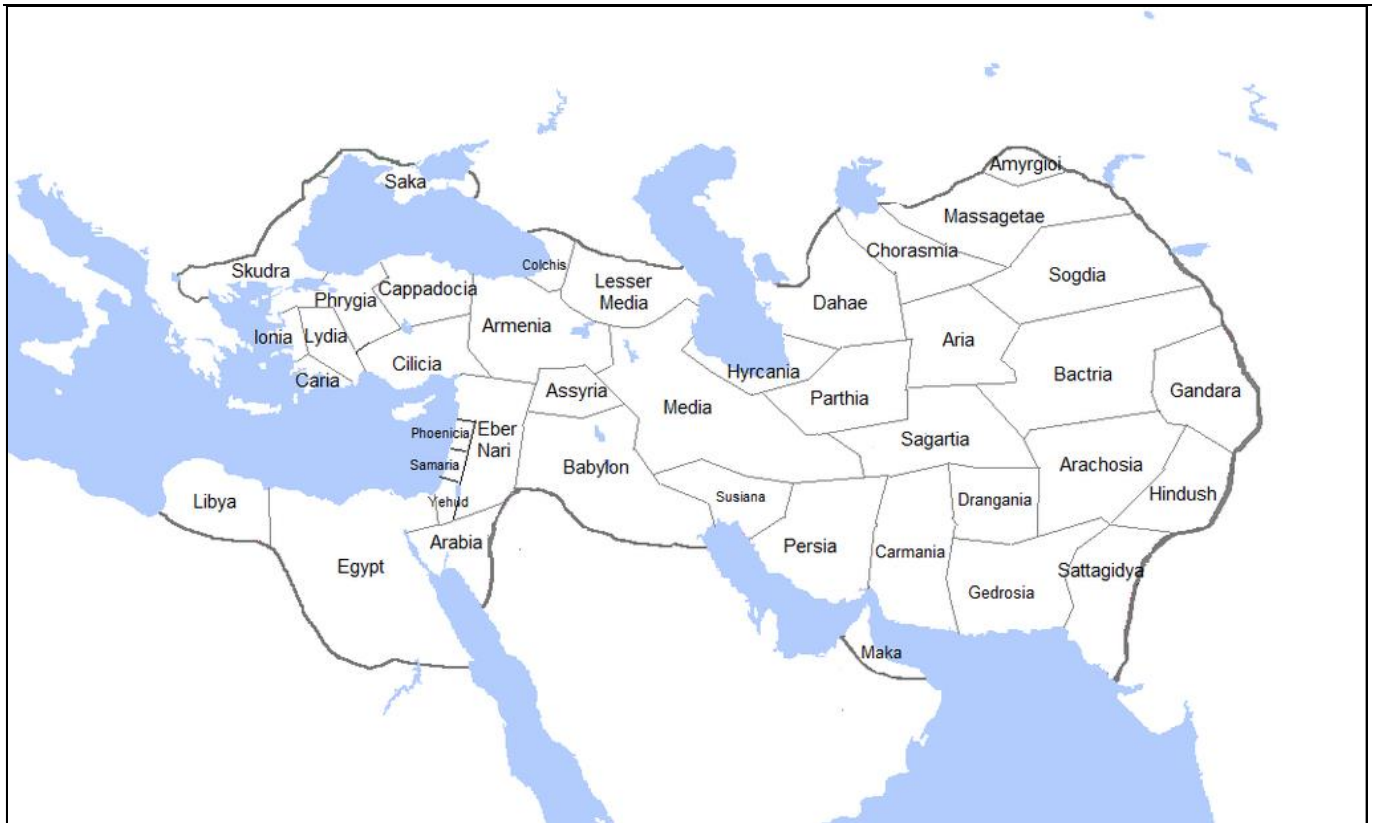 Amyrgioi
Saka
Massagetae
Chorasmia
Colchis
Skudra
Sogdia
Lesser
Media
Phrygia
Cappadocia
Dahae
Armenia
Ionia
Lydia
Aria
Cilicia
Hyrcania
Caria
Bactria
Assyria
Gandara
Parthia
Media
Phoenicia
Eber
Nari
Sagartia
Samaria
Babylon
Arachosia
Susiana
Hindush
Libya
Yehud
Drangania
Arabia
Persia
Carmania
Egypt
Sattagidya
Gedrosia
Maka